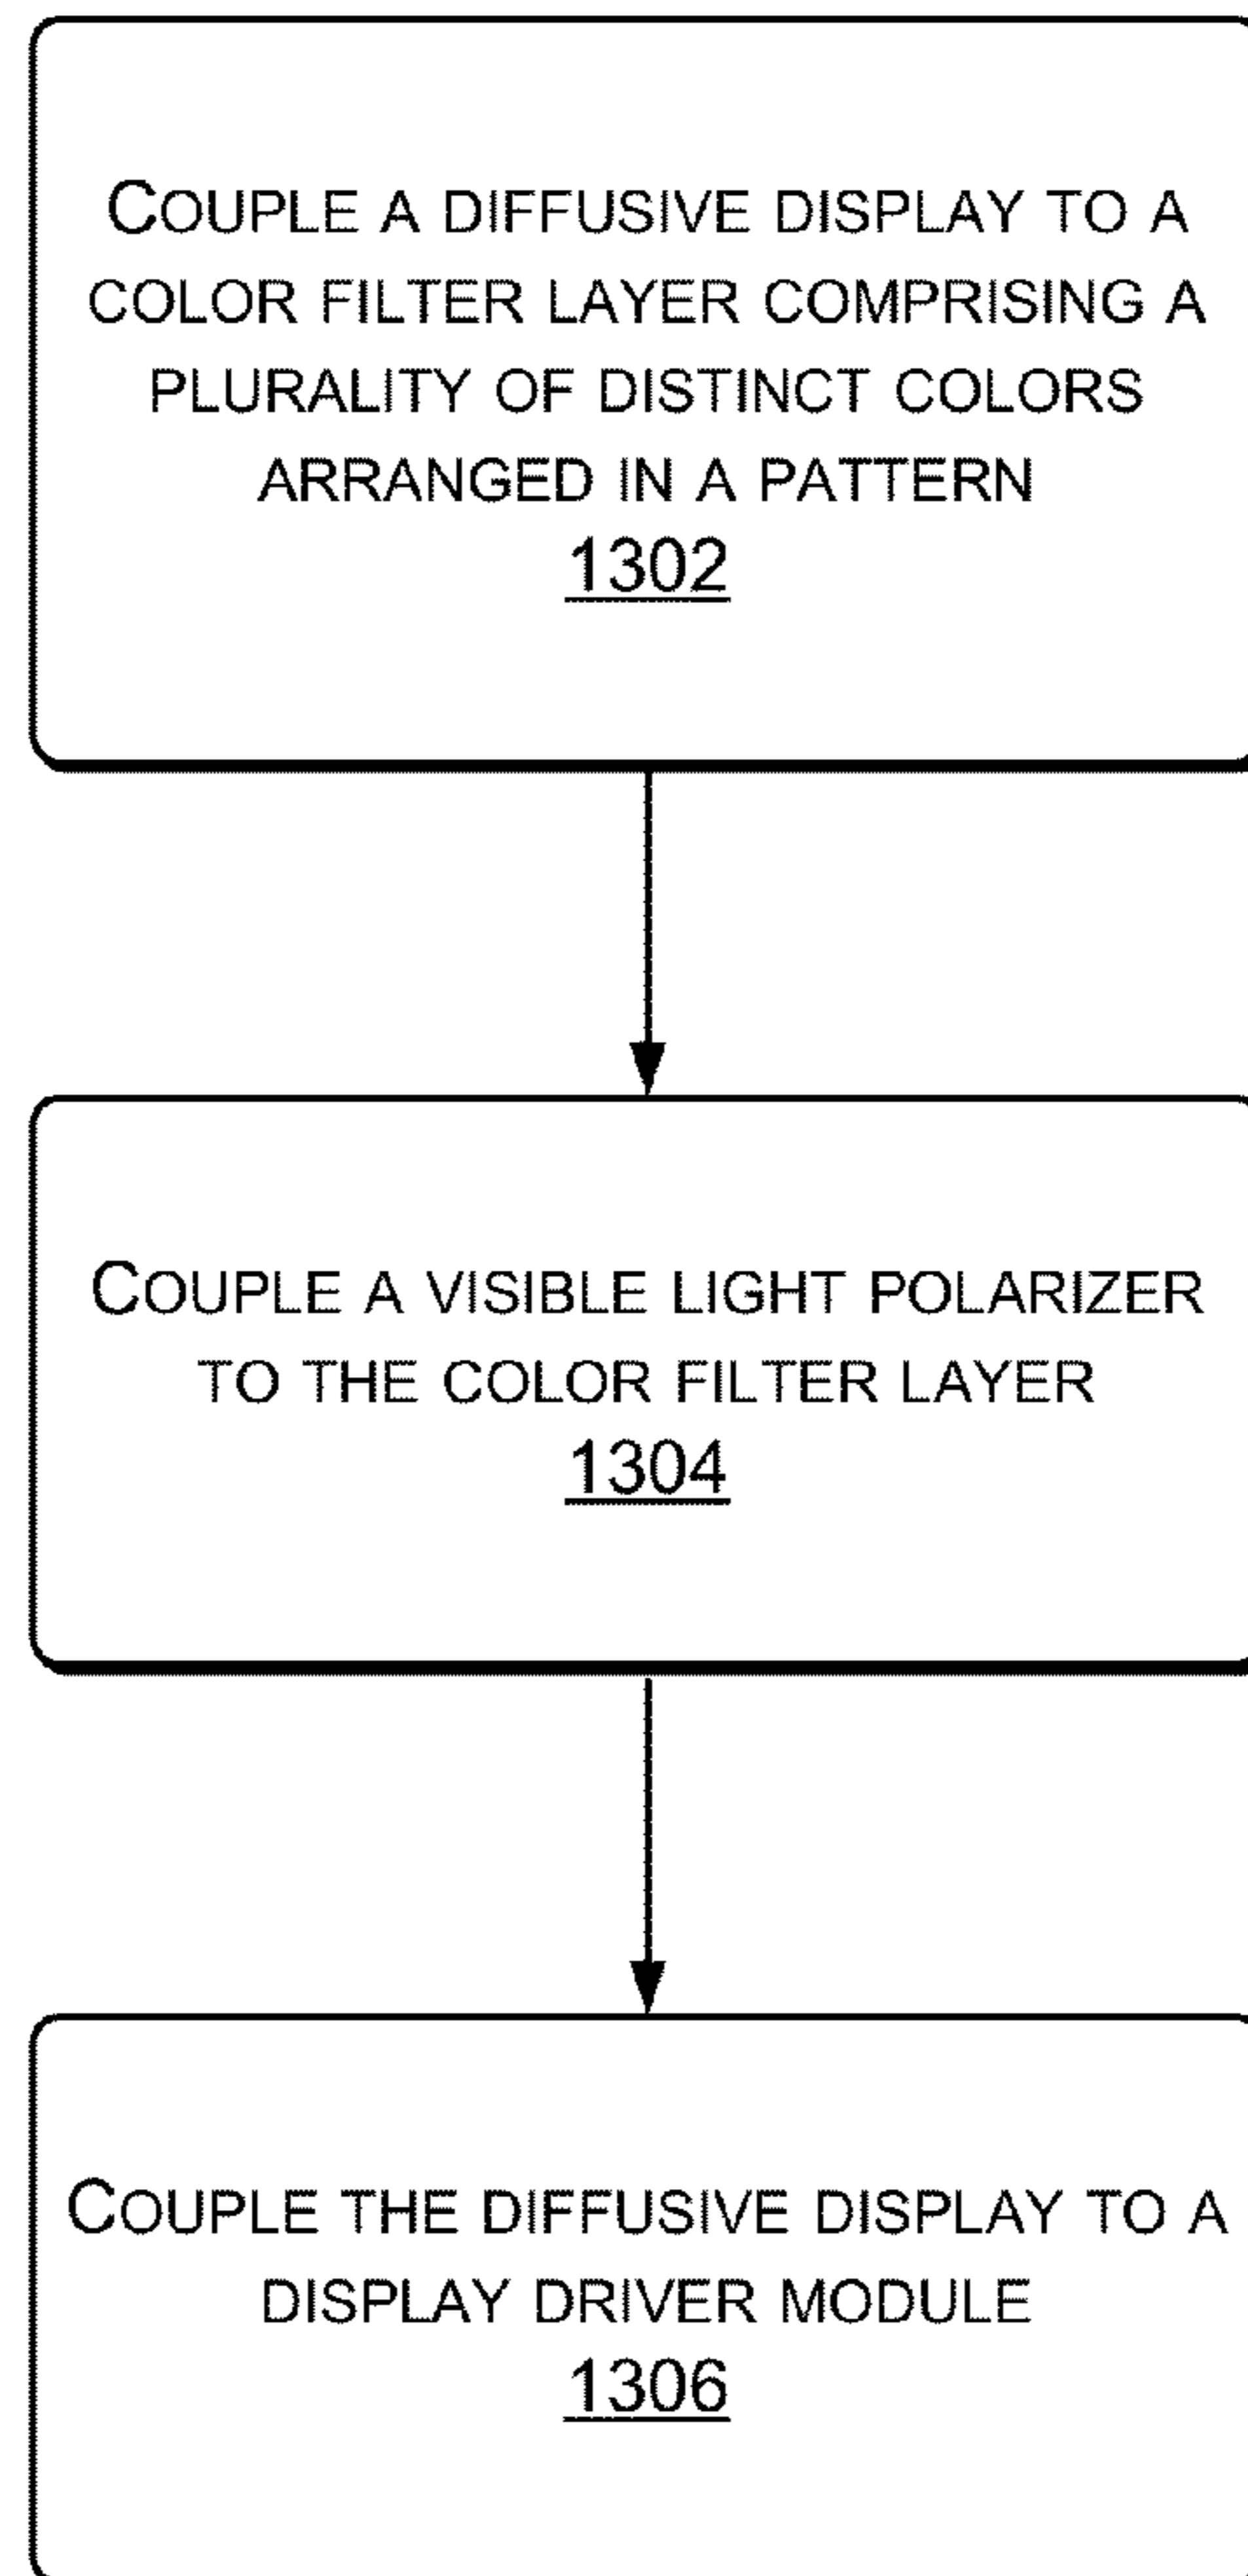 COUPLE A DIFFUSIVE DISPLAY TO A
COLOR FILTER LAYER COMPRISING A
PLURALITY OF DISTINCT COLORS
ARRANGED IN A PATTERN
1302
COUPLE A VISIBLE LIGHT POLARIZER
TO THE COLOR FILTER LAYER
1304
COUPLE THE DIFFUSIVE DISPLAY TO A
DISPLAY DRIVER MODULE
1306